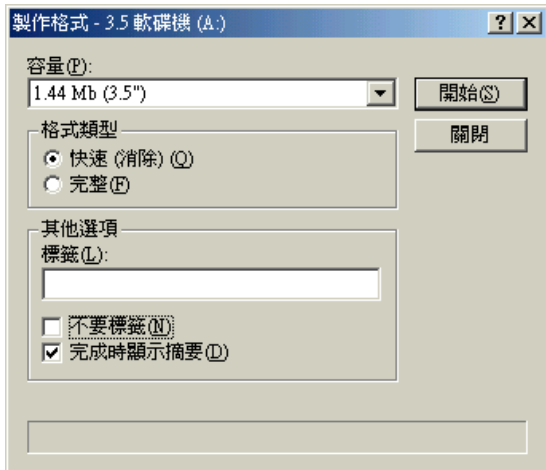 製作格式 - 3.5 軟碟機 (A:)
容量(P):
1.44 Mb (3.5")
開始(S)
關閉
格式類型
快速 (消除) (Q)
完整(F)
其他選項
標籤(L):
不要標籤(N)
完成時顯示摘要(D)